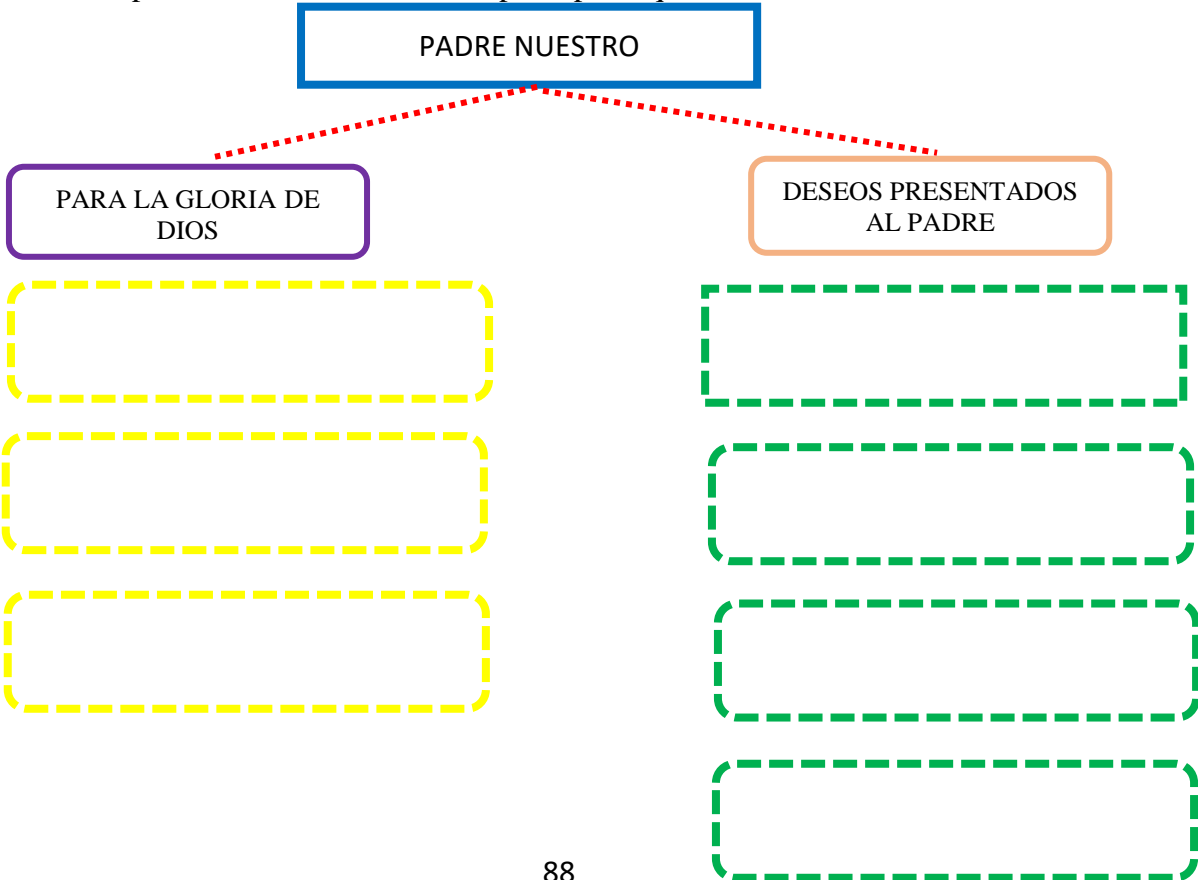 PADRE NUESTRO
PARA LA GLORIA DE
DIOS
DESEOS PRESENTADOS
AL PADRE
88